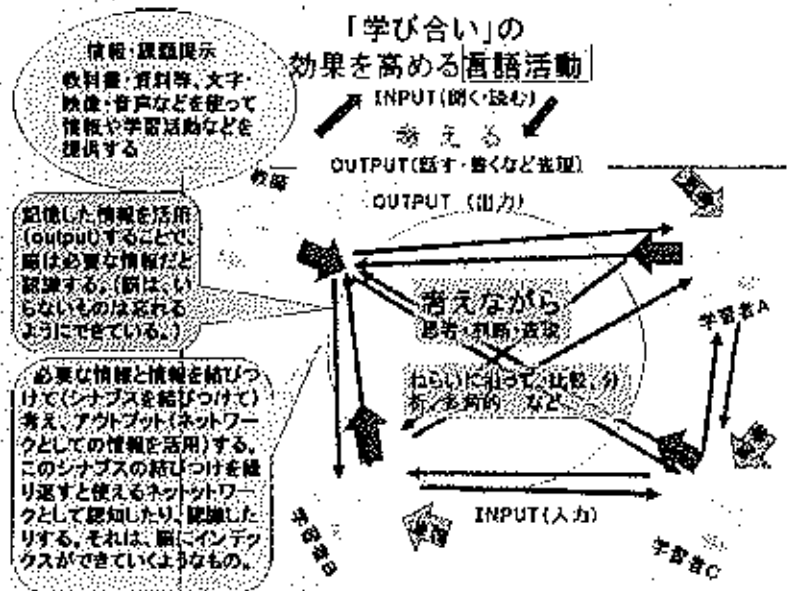 「学び合い」の
効果を高める言語活動
情報・課題提示
教科書・資料等、文字・
映像・音声などを使って
情報や学習活動などを
提供する
INPUT(聞く・読む)
考える
OUTPUT(話す・書くなど表現)
教師
OUTPUT (出力)
記憶した情報を活用
(output)することで、
脳は必要な情報だと
認識する。(脳は、い
らないものは忘れる
ようにできている。)
考えながら
思考・判断・表現
学習者A
ねらいに沿って 比較、分
析、多角的 など
必要な情報と情報を結びつ
けて(シナプスを結びつけて)
考え、アウトプット(ネットワー
クとしての情報を活用)する。
このシナプスの結びつけを繰
り返すと使えるネットットワー
クとして認知したり、認識した
りする。それは、脳にインデッ
クスができていくようなもの。
INPUT(入力)
学習者B
学習者C